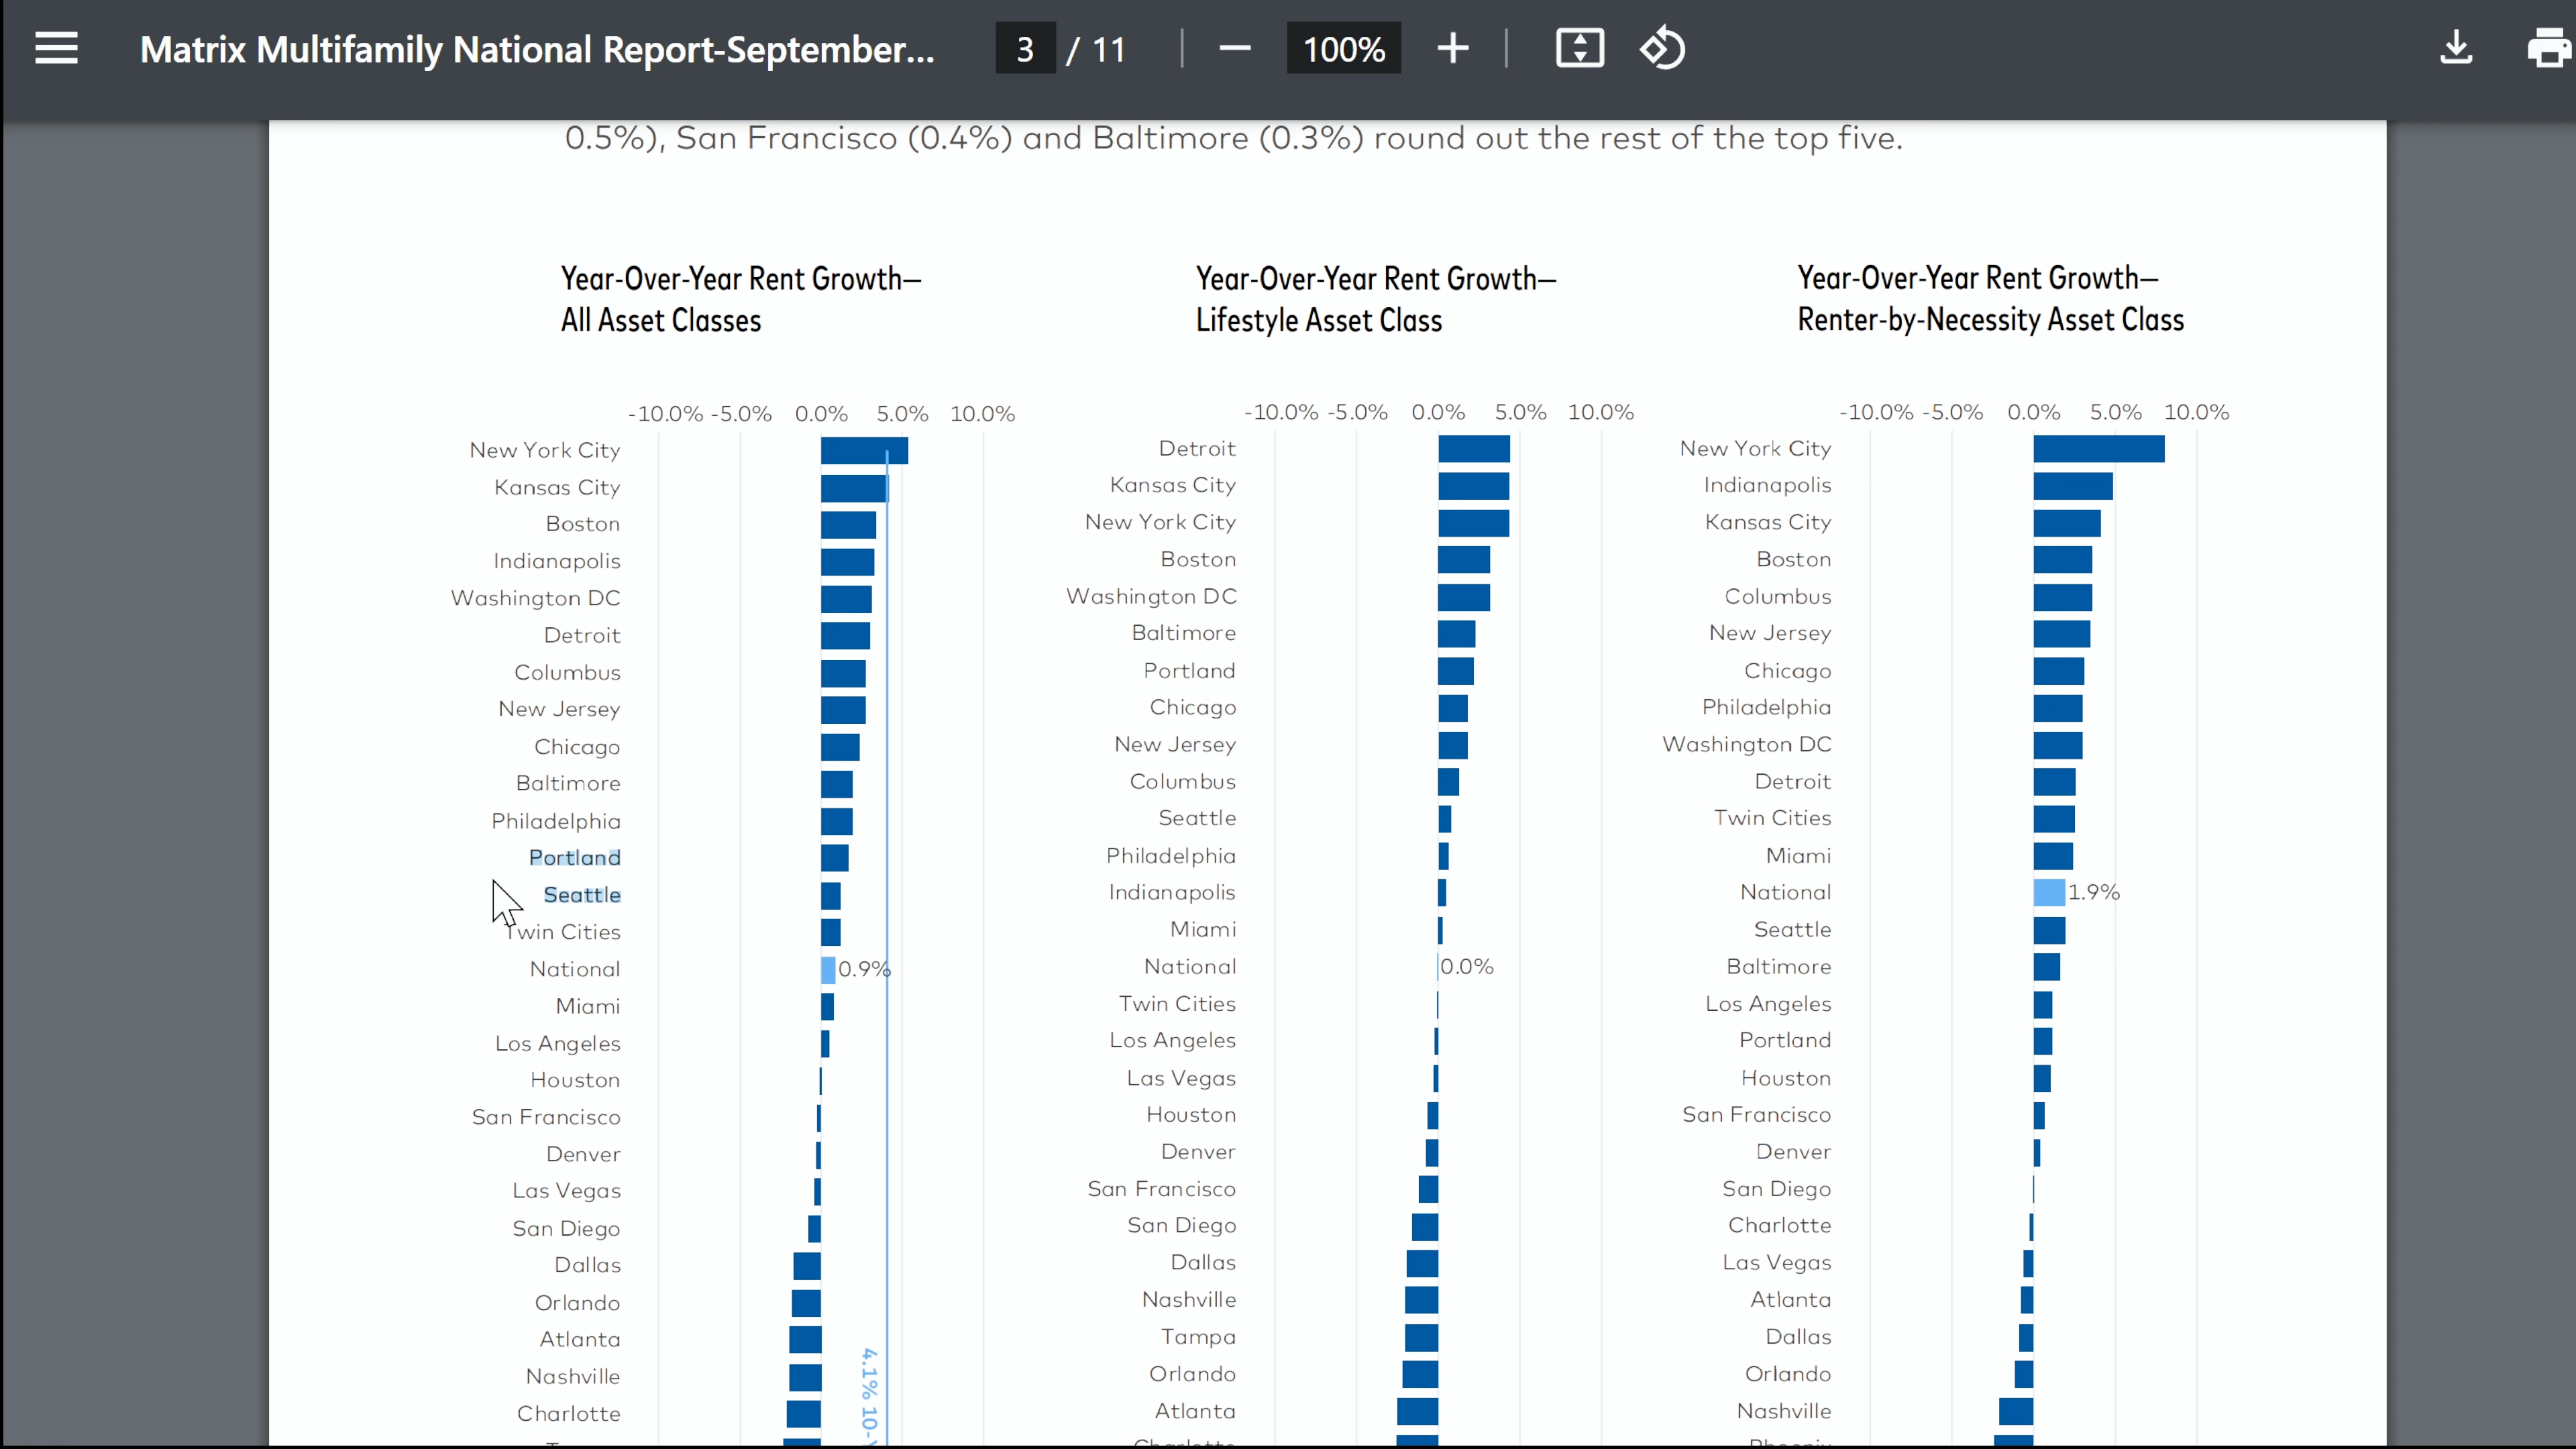 Matrix Multifamily National Report-September...
3 / 11
100%
0.5%), San Francisco (0.4%) and Baltimore (0.3%) round out the rest of the top five.
Year-Over-Year Rent Growth—
All Asset Classes
-10.0% -5.0% 0.0% 5.0% 10.0%
New York City
Kansas City
Boston
Indianapolis
Washington DC
Detroit
Columbus
New Jersey
Chicago
Baltimore
Philadelphia
Portland
Seattle
Twin Cities
National 0.9%
Miami
Los Angeles
Houston
San Francisco
Denver
Las Vegas
San Diego
Dallas
Orlando
Atlanta
Nashville
Charlotte
4.1% 10-
Year-Over-Year Rent Growth—
Lifestyle Asset Class
-10.0% -5.0% 0.0% 5.0% 10.0%
Detroit
Kansas City
New York City
Boston
Washington DC
Baltimore
Portland
Chicago
New Jersey
Columbus
Seattle
Philadelphia
Indianapolis
Miami
National 0.0%
Twin Cities
Los Angeles
Las Vegas
Houston
Denver
San Francisco
San Diego
Dallas
Nashville
Tampa
Orlando
Atlanta
Charlotte
Year-Over-Year Rent Growth—
Renter-by-Necessity Asset Class
-10.0% -5.0% 0.0% 5.0% 10.0%
New York City
Indianapolis
Kansas City
Boston
Columbus
New Jersey
Chicago
Philadelphia
Washington DC
Detroit
Twin Cities
Miami
National 1.9%
Seattle
Baltimore
Los Angeles
Portland
Houston
San Francisco
Denver
San Diego
Charlotte
Las Vegas
Atlanta
Dallas
Orlando
Nashville
Phoenix